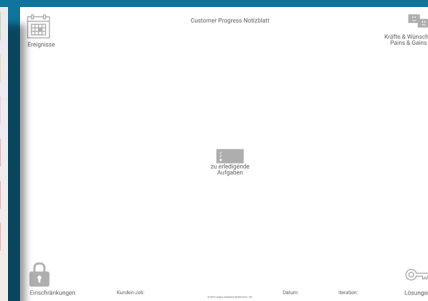 Customer Progress Notizblatt
Ereignisse
Kräfte & Wünsch
Pains & Gains
zu erledigende
Aufgaben
Einschränkungen
Kunden-Job:
Datum:
Iteration:
Lösunge